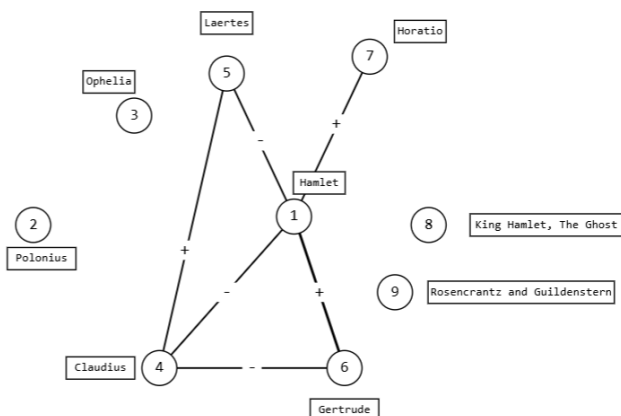 Laertes
Horatio
7
5
Ophelia
3
+
-
Hamlet
1
2
8
King Hamlet, The Ghost
+
Polonius
-
+
9
Rosencrantz and Guildenstern
Claudius
4
-
6
Gertrude